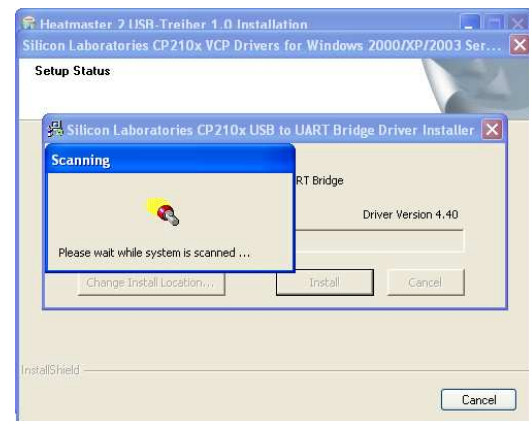 Heatmaster 2 USB-Treiber 1.0 Installation
Silicon Laboratories CP210x VCP Drivers for Windows 2000/XP/2003 Ser...
Setup Status
Silicon Laboratories CP210x USB to UART Bridge Driver Installer
Scanning
RT Bridge
Driver Version 4.40
Please wait while system is scanned ...
Change Install Location...
Install
Cancel
InstallShield
Cancel